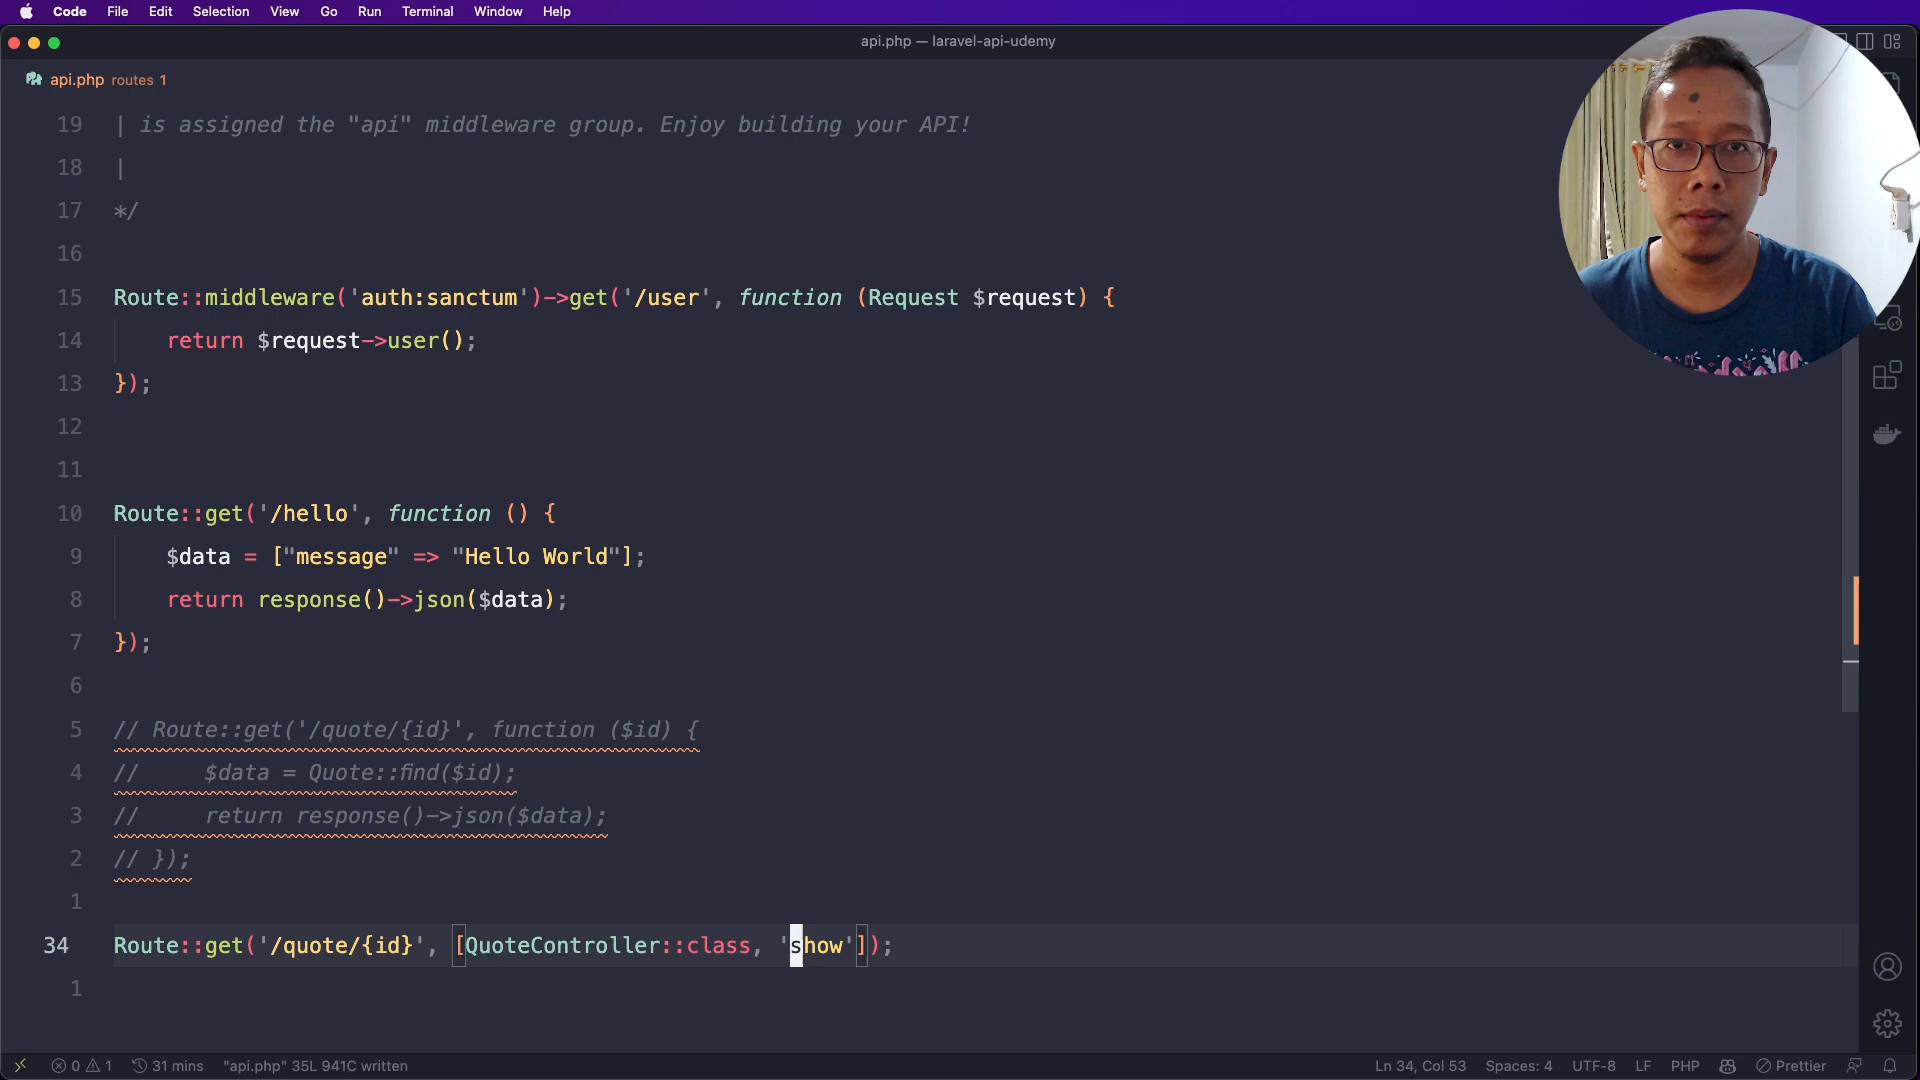 Code File Edit Selection View Go Run Terminal Window Help
api.php — laravel-api-udemy
api.php routes 1
19 | is assigned the "api" middleware group. Enjoy building your API!
18 |
17 */
16
15 Route::middleware('auth:sanctum')->get('/user', function (Request $request) {
14     return $request->user();
13 });
12
11
10 Route::get('/hello', function () {
9     $data = ["message" => "Hello World"];
8     return response()->json($data);
7 });
6
5 // Route::get('/quote/{id}', function ($id) {
4 //     $data = Quote::find($id);
3 //     return response()->json($data);
2 // });
1
34 Route::get('/quote/{id}', [QuoteController::class, 'show']);
1
0 1 31 mins "api.php" 35L 941C written Ln 34, Col 53 Spaces: 4 UTF-8 LF PHP Prettier